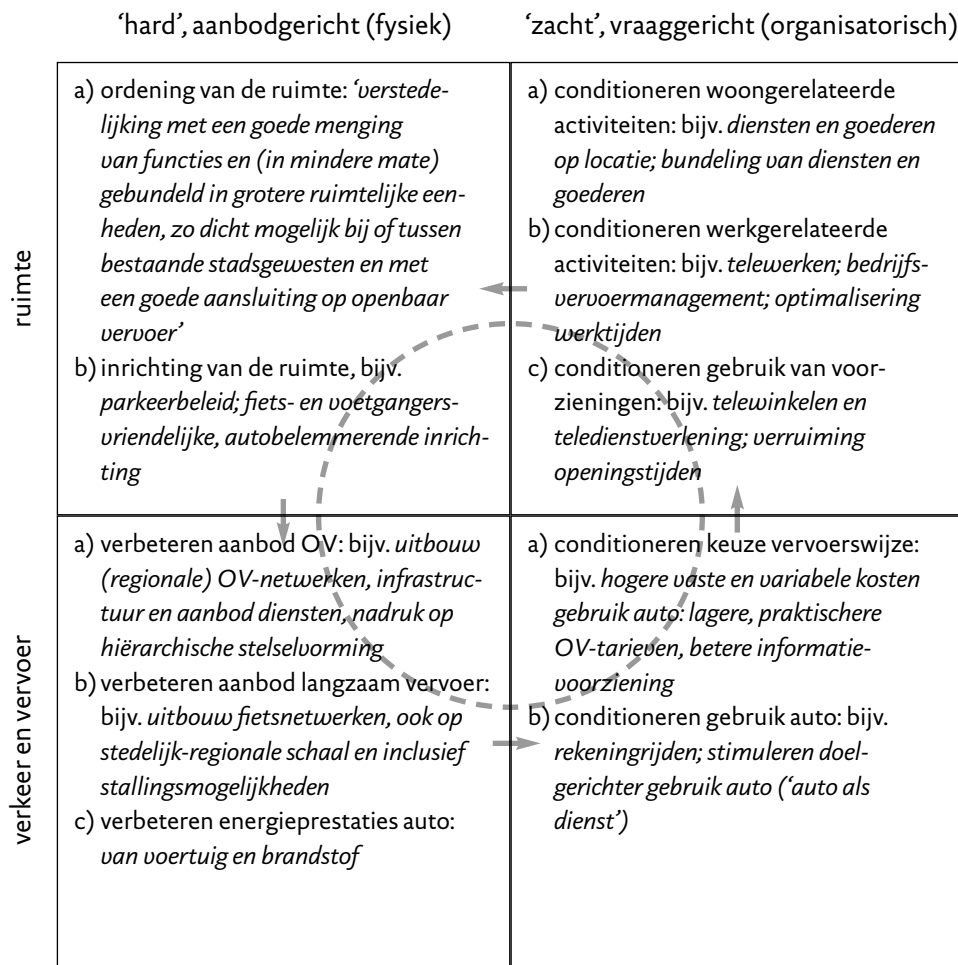 ‘hard’, aanbodgericht (fysiek)
‘zacht’, vraaggericht (organisatorisch)
ruimte
a) ordening van de ruimte: ‘verstede-
lijking met een goede menging
van functies en (in mindere mate)
gebundeld in grotere ruimtelijke een-
heden, zo dicht mogelijk bij of tussen
bestaande stadsgewesten en met
een goede aansluiting op openbaar
vervoer’
b) inrichting van de ruimte, bijv.
parkeerbeleid; fiets- en voetgangers-
vriendelijke, autobelemmerende inrich-
ting
a) conditioneren woongerelateerde
activiteiten: bijv. diensten en goederen
op locatie; bundeling van diensten en
goederen
b) conditioneren werkgerelateerde
activiteiten: bijv. telewerken; bedrijfs-
vervoermanagement; optimalisering
werktijden
c) conditioneren gebruik van voor-
zieningen: bijv. telewinkelen en
teledienstverlening; verruiming
openingstijden
verkeer en vervoer
a) verbeteren aanbod OV: bijv. uitbouw
(regionale) OV-netwerken, infrastruc-
tuur en aanbod diensten, nadruk op
hiërarchische stelselvorming
b) verbeteren aanbod langzaam vervoer:
bijv. uitbouw fietsnetwerken, ook op
stedelijk-regionale schaal en inclusief
stallingsmogelijkheden
c) verbeteren energieprestaties auto:
van voertuig en brandstof
a) conditioneren keuze vervoerswijze:
bijv. hogere vaste en variabele kosten
gebruik auto: lagere, praktischere
OV-tarieven, betere informatie-
voorziening
b) conditioneren gebruik auto: bijv.
rekeningrijden; stimuleren doel-
gerichter gebruik auto (‘auto als
dienst’)